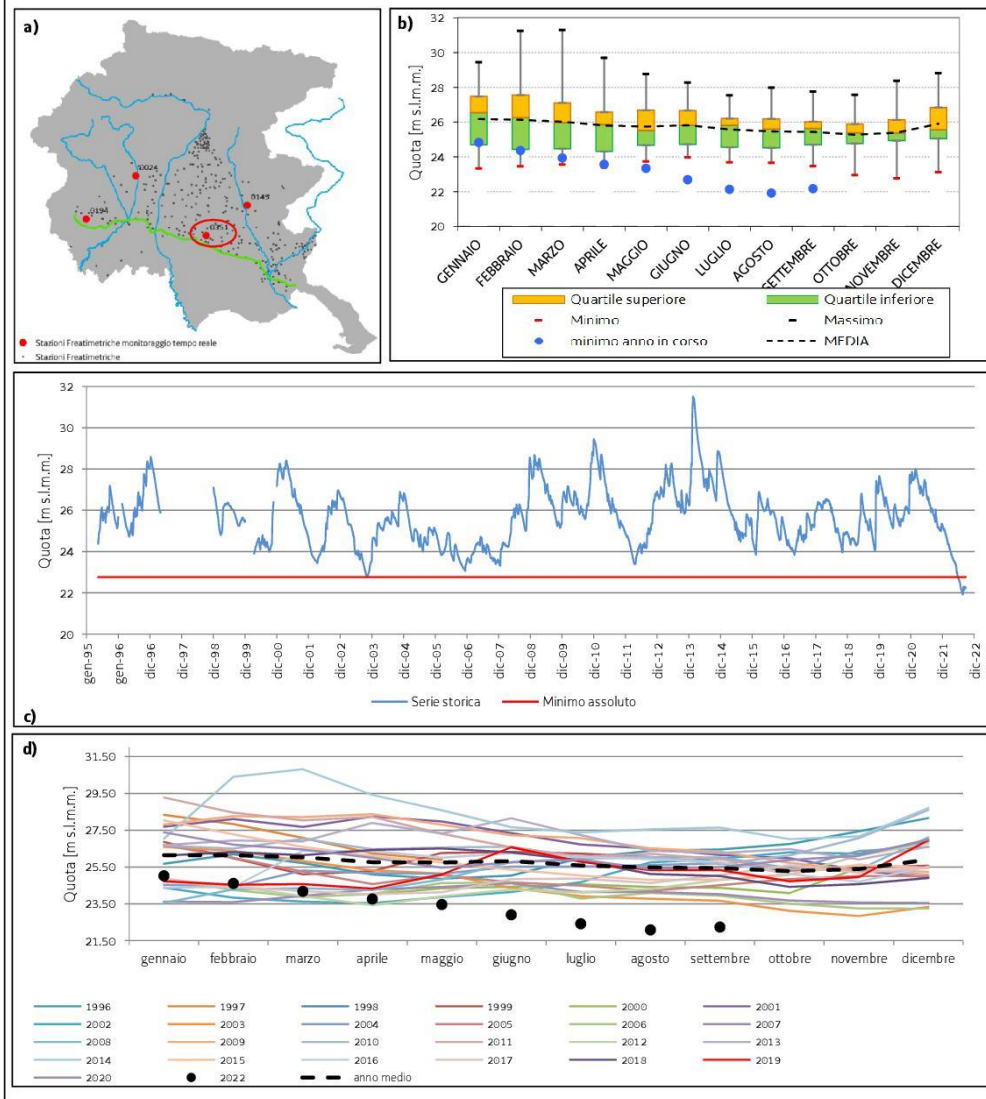 a)
0024
0143
0194
0351
Stazioni Freatimetriche monitoraggio tempo reale
Stazioni Freatimetriche
b)
Quota [m s.l.m.m.]
32
30
28
26
24
22
20
GENNAIO
FEBBRAIO
MARZO
APRILE
MAGGIO
GIUGNO
LUGLIO
AGOSTO
SETTEMBRE
OTTOBRE
NOVEMBRE
DICEMBRE
Quartile superiore
Quartile inferiore
Minimo
Massimo
minimo anno in corso
MEDIA
Quota [m s.l.m.m.]
32
30
28
26
24
22
20
gen-95
gen-96
dic-96
dic-97
dic-98
dic-99
dic-00
dic-01
dic-02
dic-03
dic-04
dic-05
dic-06
dic-07
dic-08
dic-09
dic-10
dic-11
dic-12
dic-13
dic-14
dic-15
dic-16
dic-17
dic-18
dic-19
dic-20
dic-21
dic-22
Serie storica
Minimo assoluto
c)
d)
Quota [m s.l.m.m.]
31.50
29.50
27.50
25.50
23.50
21.50
gennaio febbraio marzo aprile maggio giugno luglio agosto settembre ottobre novembre dicembre
1996 1997 1998 1999 2000 2001
2002 2003 2004 2005 2006 2007
2008 2009 2010 2011 2012 2013
2014 2015 2016 2017 2018 2019
2020 2022 anno medio